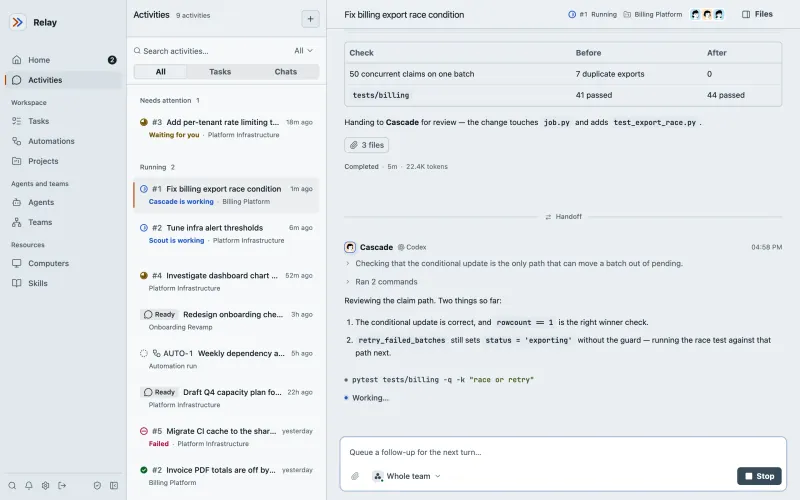 Relay
Home 2
Activities
Workspace
Tasks
Automations
Projects
Agents and teams
Agents
Teams
Resources
Computers
Skills
Activities 9 activities
Search activities… All
All Tasks Chats
Needs attention 1
#3 Add per-tenant rate limiting t… 18m ago
Waiting for you · Platform Infrastructure
Running 2
#1 Fix billing export race condition 1m ago
Cascade is working · Billing Platform
#2 Tune infra alert thresholds 6m ago
Scout is working · Platform Infrastructure
#4 Investigate dashboard chart … 52m ago
Platform Infrastructure
Ready Redesign onboarding che… 3h ago
Onboarding Revamp
AUTO-1 Weekly dependency a… 5h ago
Automation run
Ready Draft Q4 capacity plan fo… 22h ago
Platform Infrastructure
#5 Migrate CI cache to the shar… yesterday
Failed · Platform Infrastructure
#2 Invoice PDF totals are off by… yesterday
Billing Platform
Fix billing export race condition #1 Running Billing Platform Files
Check Before After
50 concurrent claims on one batch 7 duplicate exports 0
tests/billing 41 passed 44 passed
Handing to Cascade for review — the change touches job.py and adds test_export_race.py .
3 files
Completed · 5m · 22.4K tokens
Handoff
Cascade Codex 04:58 PM
Checking that the conditional update is the only path that can move a batch out of pending.
Ran 2 commands
Reviewing the claim path. Two things so far:
1. The conditional update is correct, and rowcount == 1 is the right winner check.
2. retry_failed_batches still sets status = 'exporting' without the guard — running the race test against that
path next.
pytest tests/billing -q -k "race or retry"
Working…
Queue a follow-up for the next turn…
Whole team Stop